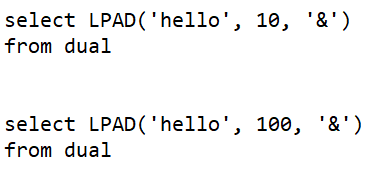 select LPAD('hello', 10, '&')
from dual
select LPAD('hello', 100, '&')
from dual